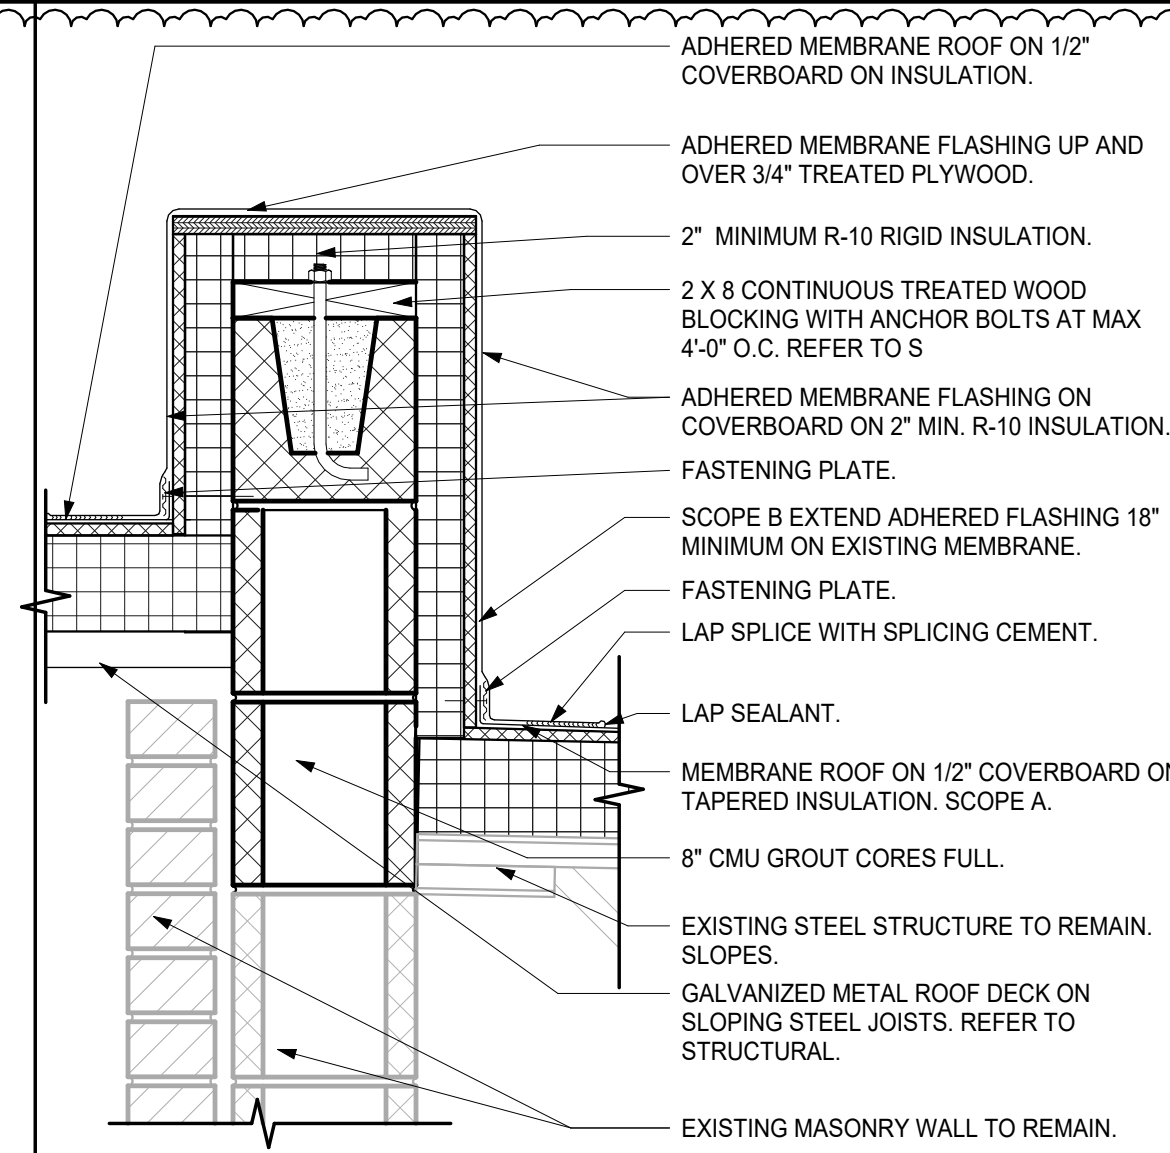 ADHERED MEMBRANE ROOF ON 1/2"
COVERBOARD ON INSULATION.
ADHERED MEMBRANE FLASHING UP AND
OVER 3/4" TREATED PLYWOOD.
2" MINIMUM R-10 RIGID INSULATION.
2 X 8 CONTINUOUS TREATED WOOD
BLOCKING WITH ANCHOR BOLTS AT MAX
4'-0" O.C. REFER TO S
ADHERED MEMBRANE FLASHING ON
COVERBOARD ON 2" MIN. R-10 INSULATION.
FASTENING PLATE.
SCOPE B EXTEND ADHERED FLASHING 18"
MINIMUM ON EXISTING MEMBRANE.
FASTENING PLATE.
LAP SPLICE WITH SPLICING CEMENT.
LAP SEALANT.
MEMBRANE ROOF ON 1/2" COVERBOARD ON
TAPERED INSULATION. SCOPE A.
8" CMU GROUT CORES FULL.
EXISTING STEEL STRUCTURE TO REMAIN.
SLOPES.
GALVANIZED METAL ROOF DECK ON
SLOPING STEEL JOISTS. REFER TO
STRUCTURAL.
EXISTING MASONRY WALL TO REMAIN.